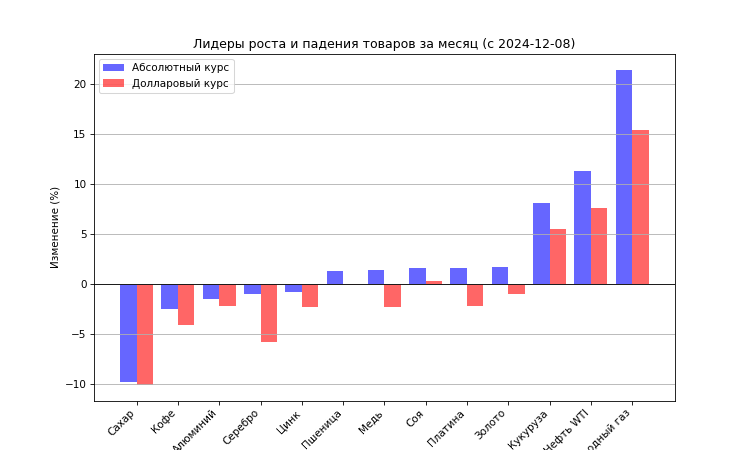 Лидеры роста и падения товаров за месяц (с 2024-12-08)
Абсолютный курс
Долларовый курс
Изменение (%)
20
15
10
5
0
−5
−10
Сахар
Кофе
Алюминий
Серебро
Цинк
Пшеница
Медь
Соя
Платина
Золото
Кукуруза
Нефть WTI
газ